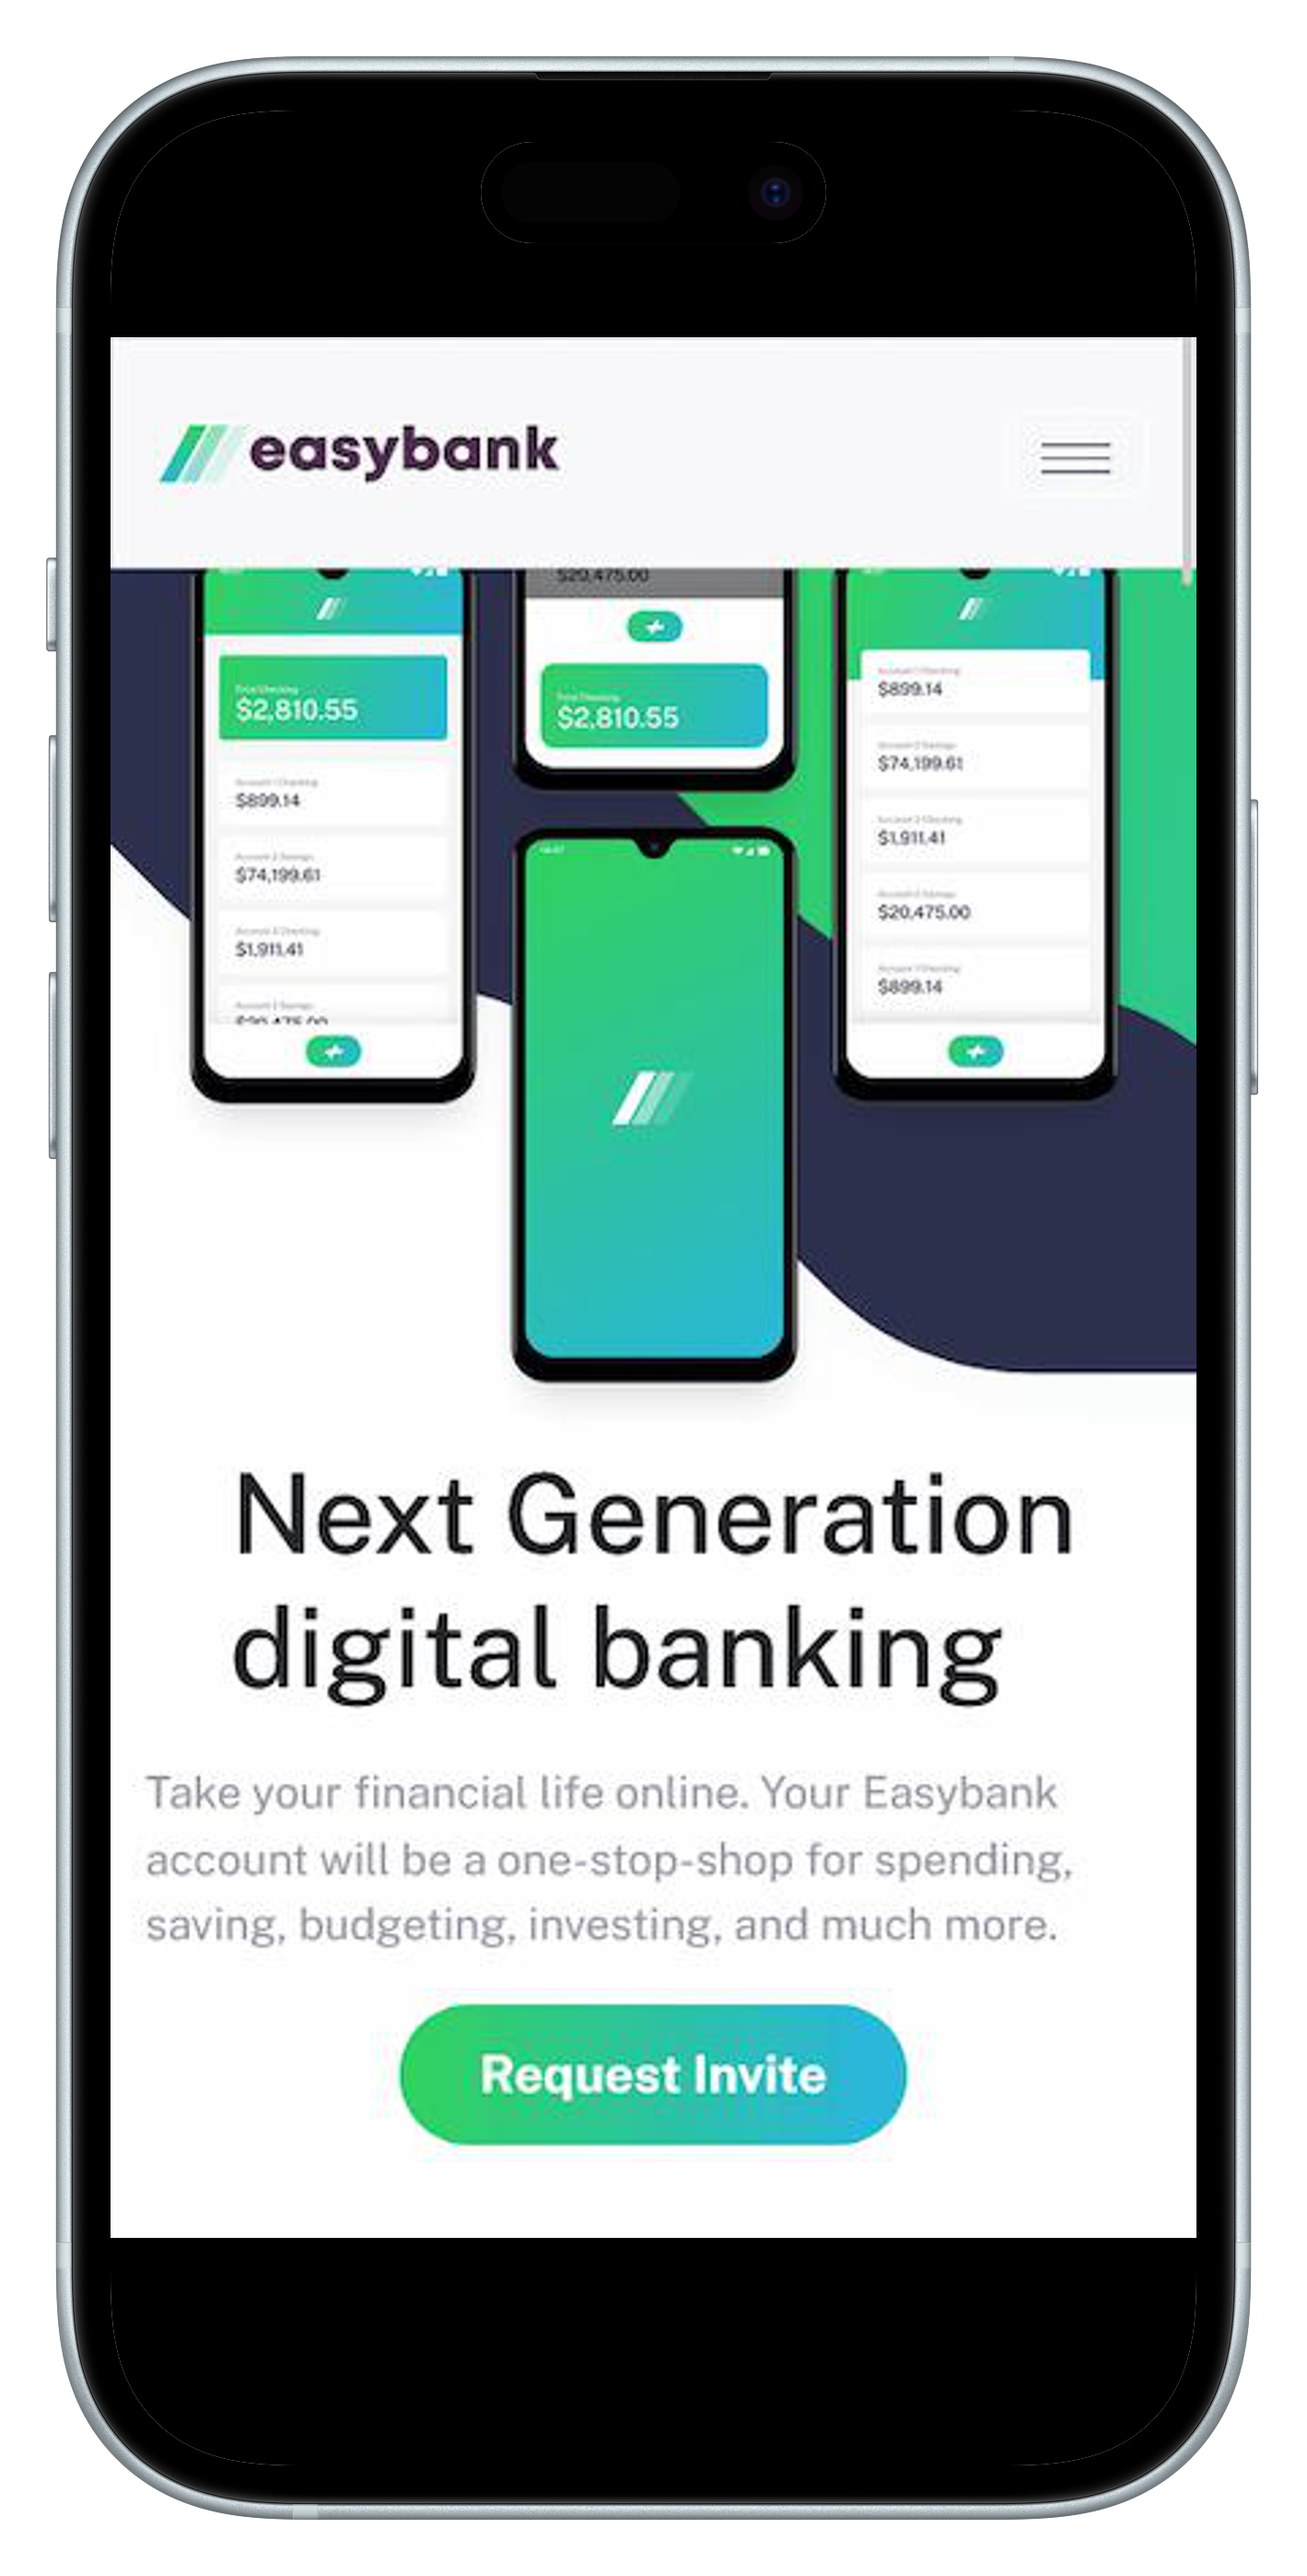 easybank
$20,475.00
$2,810.55
$2,810.55
$899.14
$899.14
$74,199.61
$74,199.61
$1,911.41
$1,911.41
$20,475.00
$899.14
Next Generation
digital banking
Take your financial life online. Your Easybank
account will be a one-stop-shop for spending,
saving, budgeting, investing, and much more.
Request Invite